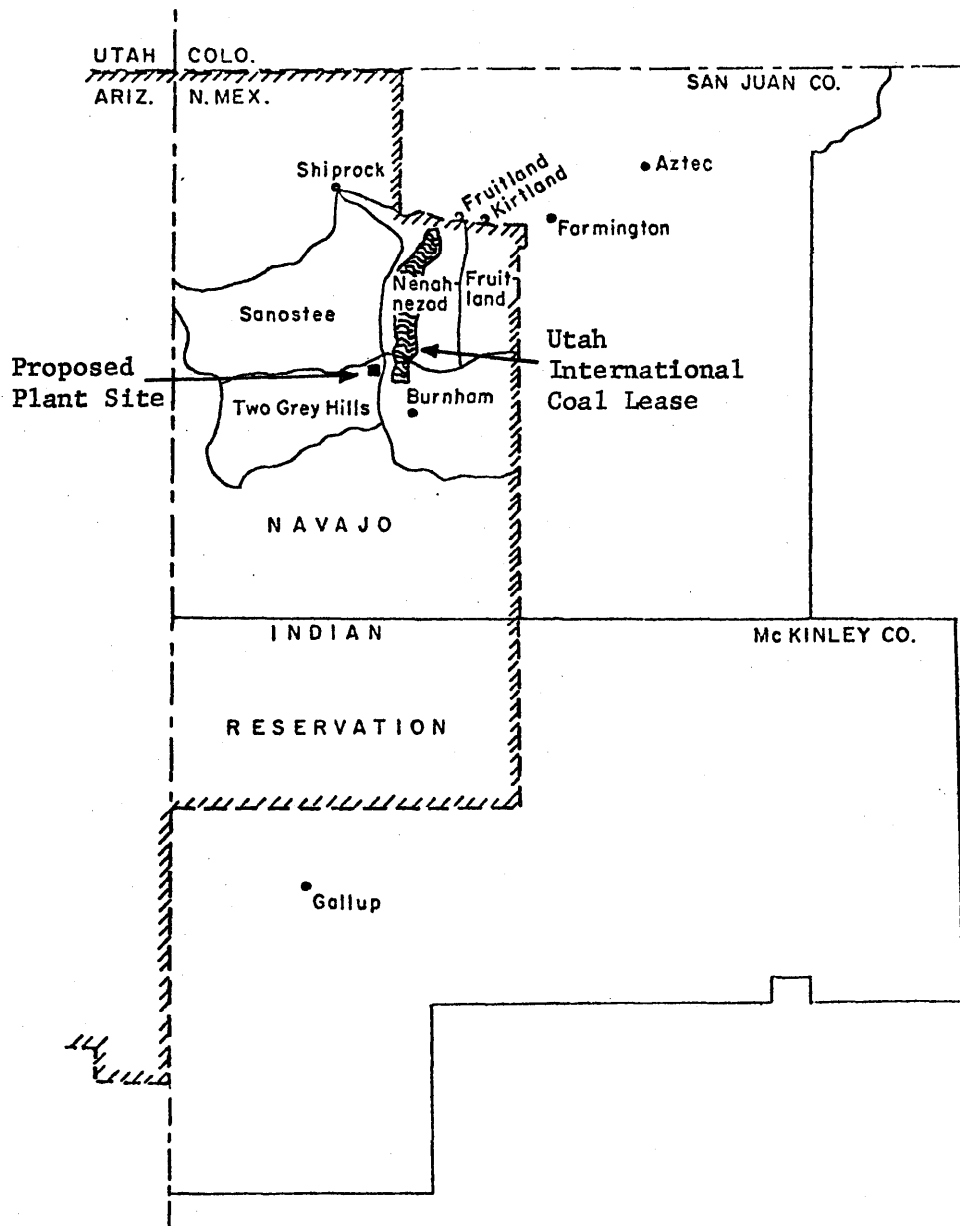 UTAH COLO.
ARIZ. N. MEX.
SAN JUAN CO.
Shiprock
Fruitland
Kirtland
Aztec
Farmington
Nenah-
nezad
Fruit-
land
Sanostee
Proposed
Plant Site
Utah
International
Coal Lease
Two Grey Hills
Burnham
NAVAJO
INDIAN
McKINLEY CO.
RESERVATION
Gallup